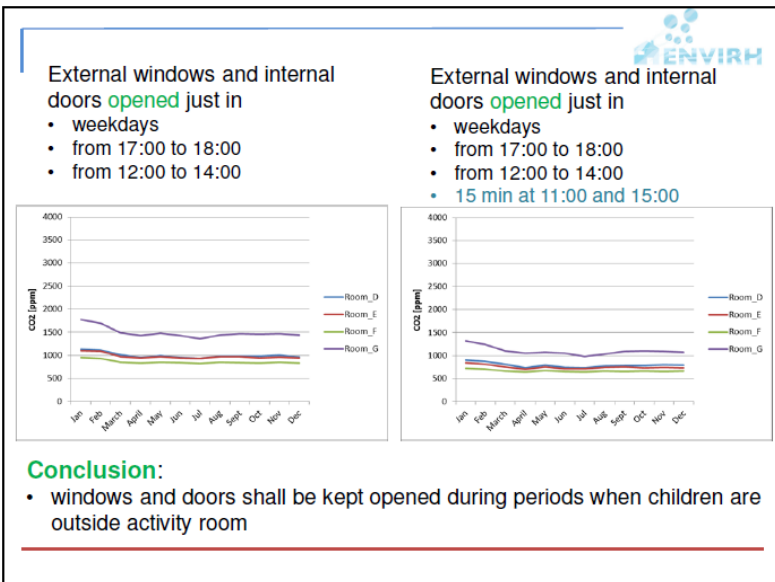 ENVIRH
External windows and internal
doors opened just in
• weekdays
• from 17:00 to 18:00
• from 12:00 to 14:00
External windows and internal
doors opened just in
• weekdays
• from 17:00 to 18:00
• from 12:00 to 14:00
• 15 min at 11:00 and 15:00
CO2 [ppm]
4000
3500
3000
2500
2000
1500
1000
500
0
Jan Feb March April May Jun Jul Aug Sept Oct Nov Dec
Room_D
Room_E
Room_F
Room_G
CO2 [ppm]
4000
3500
3000
2500
2000
1500
1000
500
0
Jan Feb March April May Jun Jul Aug Sept Oct Nov Dec
Room_D
Room_E
Room_F
Room_G
Conclusion:
• windows and doors shall be kept opened during periods when children are
outside activity room